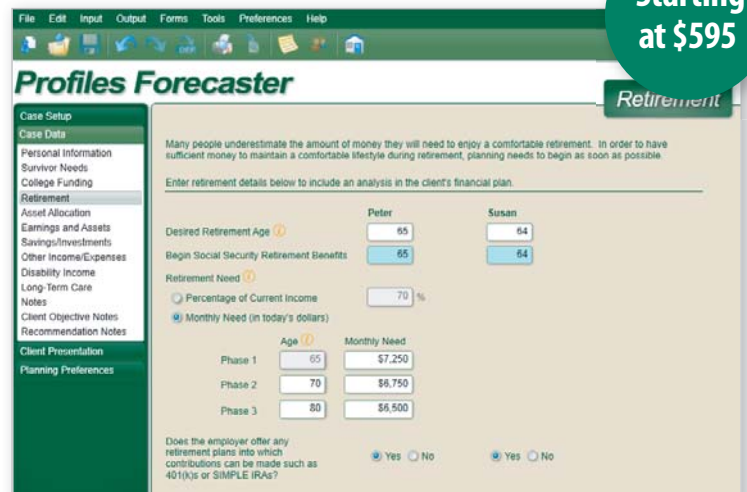 Starting
at $595
File Edit Input Output Forms Tools Preferences Help
Profiles Forecaster
Retirement
Case Setup
Case Data
Personal Information
Survivor Needs
College Funding
Retirement
Asset Allocation
Earnings and Assets
Savings/Investments
Other Income/Expenses
Disability Income
Long-Term Care
Notes
Client Objective Notes
Recommendation Notes
Client Presentation
Planning Preferences
Many people underestimate the amount of money they will need to enjoy a comfortable retirement. In order to have
sufficient money to maintain a comfortable lifestyle during retirement, planning needs to begin as soon as possible.
Enter retirement details below to include an analysis in the client's financial plan.
Peter Susan
Desired Retirement Age 65 64
Begin Social Security Retirement Benefits 65 64
Retirement Need
Percentage of Current Income 70 %
Monthly Need (in today's dollars)
Age Monthly Need
Phase 1 65 $7,250
Phase 2 70 $6,750
Phase 3 80 $6,500
Does the employer offer any
retirement plans into which
contributions can be made such as
401(k)s or SIMPLE IRAs?
Yes No Yes No